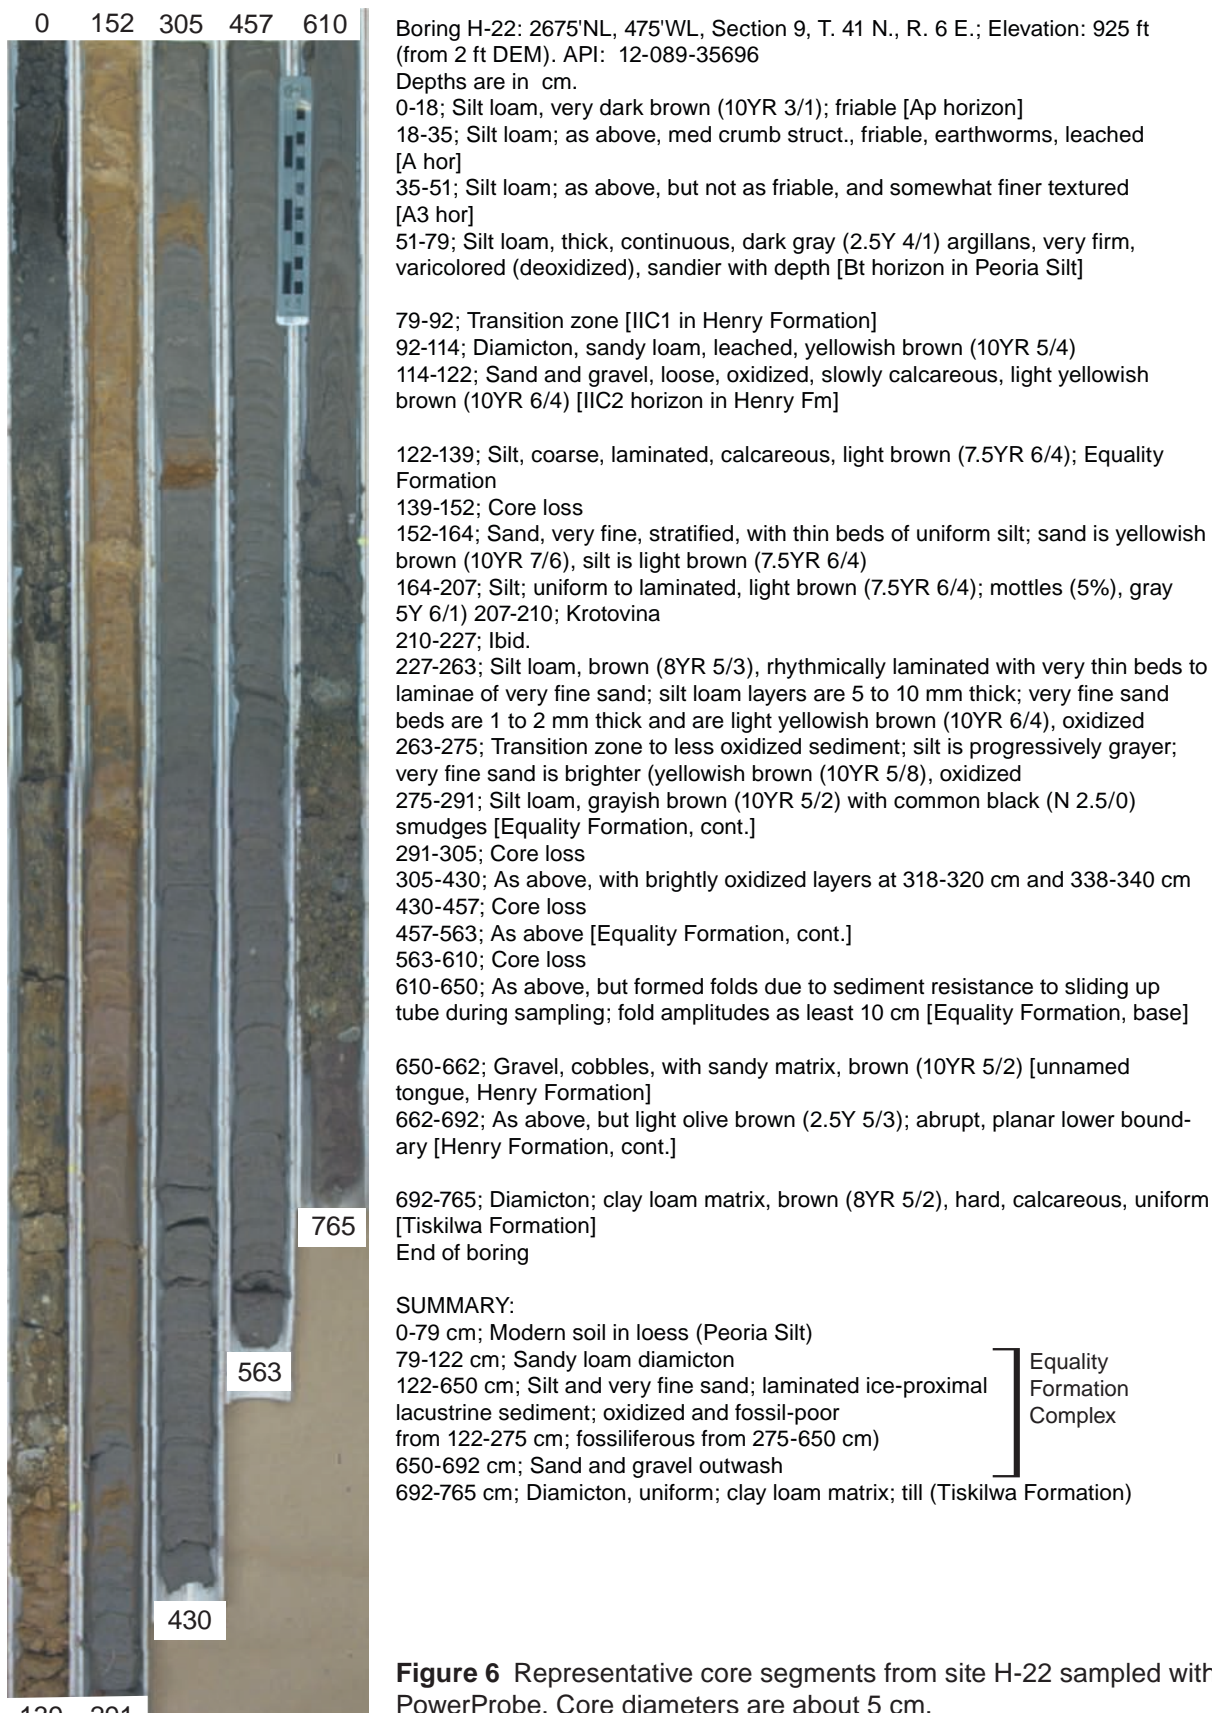 0 152 305 457 610
Boring H-22: 2675'NL, 475'WL, Section 9, T. 41 N., R. 6 E.; Elevation: 925 ft
(from 2 ft DEM). API: 12-089-35696
Depths are in cm.
0-18; Silt loam, very dark brown (10YR 3/1); friable [Ap horizon]
18-35; Silt loam; as above, med crumb struct., friable, earthworms, leached
[A hor]
35-51; Silt loam; as above, but not as friable, and somewhat finer textured
[A3 hor]
51-79; Silt loam, thick, continuous, dark gray (2.5Y 4/1) argillans, very firm,
varicolored (deoxidized), sandier with depth [Bt horizon in Peoria Silt]
79-92; Transition zone [IIC1 in Henry Formation]
92-114; Diamicton, sandy loam, leached, yellowish brown (10YR 5/4)
114-122; Sand and gravel, loose, oxidized, slowly calcareous, light yellowish
brown (10YR 6/4) [IIC2 horizon in Henry Fm]
122-139; Silt, coarse, laminated, calcareous, light brown (7.5YR 6/4); Equality
Formation
139-152; Core loss
152-164; Sand, very fine, stratified, with thin beds of uniform silt; sand is yellowish
brown (10YR 7/6), silt is light brown (7.5YR 6/4)
164-207; Silt; uniform to laminated, light brown (7.5YR 6/4); mottles (5%), gray
5Y 6/1) 207-210; Krotovina
210-227; Ibid.
227-263; Silt loam, brown (8YR 5/3), rhythmically laminated with very thin beds to
laminae of very fine sand; silt loam layers are 5 to 10 mm thick; very fine sand
beds are 1 to 2 mm thick and are light yellowish brown (10YR 6/4), oxidized
263-275; Transition zone to less oxidized sediment; silt is progressively grayer;
very fine sand is brighter (yellowish brown (10YR 5/8), oxidized
275-291; Silt loam, grayish brown (10YR 5/2) with common black (N 2.5/0)
smudges [Equality Formation, cont.]
291-305; Core loss
305-430; As above, with brightly oxidized layers at 318-320 cm and 338-340 cm
430-457; Core loss
457-563; As above [Equality Formation, cont.]
563-610; Core loss
610-650; As above, but formed folds due to sediment resistance to sliding up
tube during sampling; fold amplitudes as least 10 cm [Equality Formation, base]
650-662; Gravel, cobbles, with sandy matrix, brown (10YR 5/2) [unnamed
tongue, Henry Formation]
662-692; As above, but light olive brown (2.5Y 5/3); abrupt, planar lower bound-
ary [Henry Formation, cont.]
692-765; Diamicton; clay loam matrix, brown (8YR 5/2), hard, calcareous, uniform
[Tiskilwa Formation]
End of boring
765
563
430
139 291
SUMMARY:
0-79 cm; Modern soil in loess (Peoria Silt)
79-122 cm; Sandy loam diamicton
122-650 cm; Silt and very fine sand; laminated ice-proximal
lacustrine sediment; oxidized and fossil-poor
from 122-275 cm; fossiliferous from 275-650 cm)
650-692 cm; Sand and gravel outwash
692-765 cm; Diamicton, uniform; clay loam matrix; till (Tiskilwa Formation)
Equality
Formation
Complex
Figure 6 Representative core segments from site H-22 sampled with
PowerProbe. Core diameters are about 5 cm.